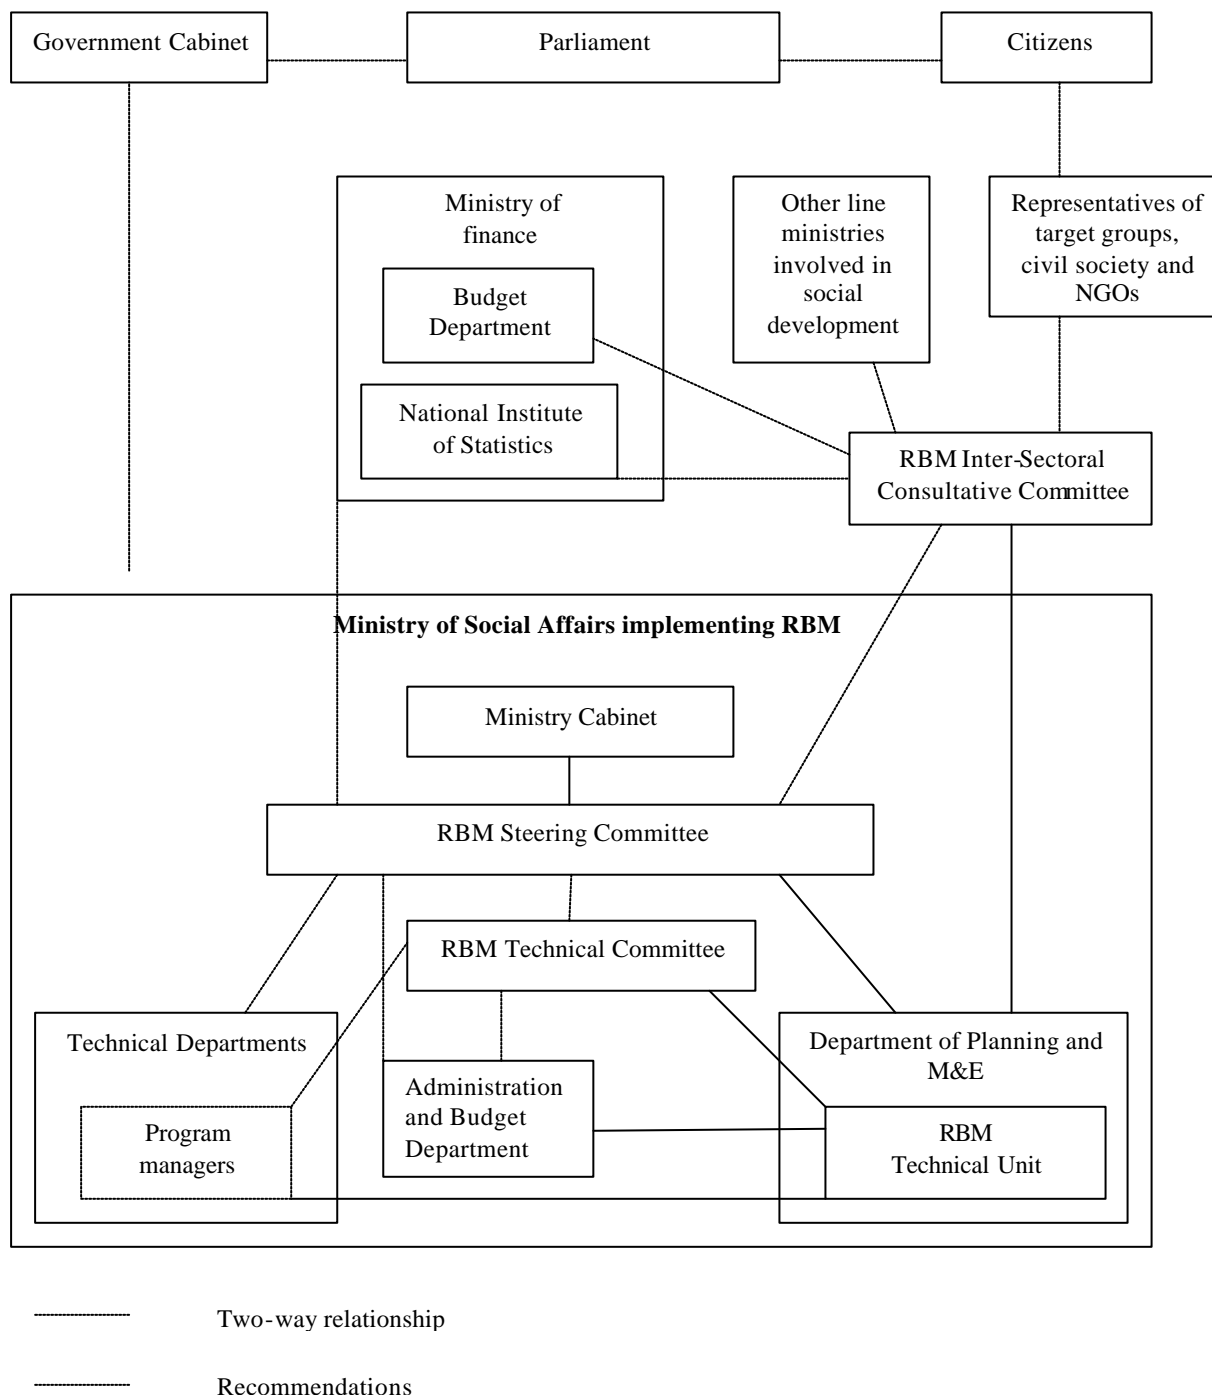 Government Cabinet
Parliament
Citizens
Ministry of
finance
Budget
Department
National Institute
of Statistics
Other line
ministries
involved in
social
development
Representatives of
target groups,
civil society and
NGOs
RBM Inter-Sectoral
Consultative Committee
Ministry of Social Affairs implementing RBM
Ministry Cabinet
RBM Steering Committee
RBM Technical Committee
Technical Departments
Program
managers
Administration
and Budget
Department
Department of Planning and
M&E
RBM
Technical Unit
Two-way relationship
Recommendations